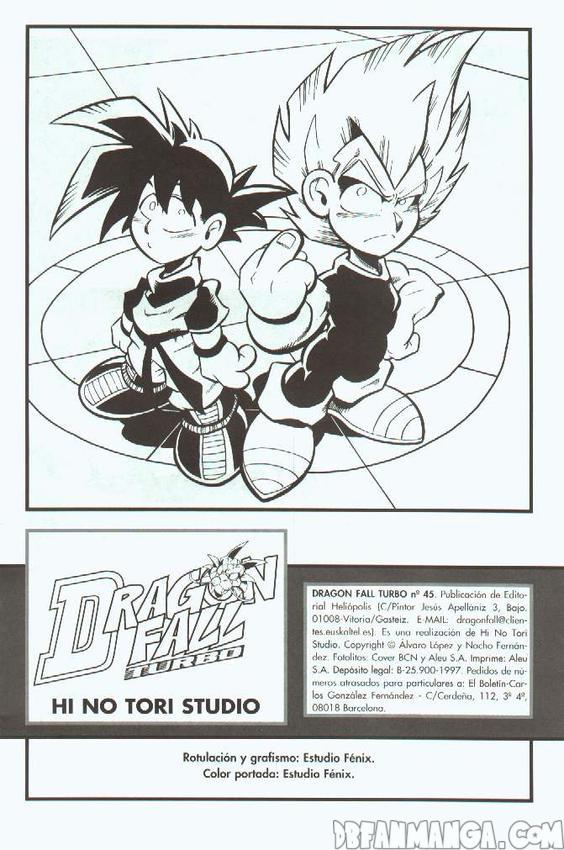 DRAGON
FALL
TURBO
HI NO TORI STUDIO
DRAGON FALL TURBO nº 45. Publicación de Edito-
rial Heliópolis (C/Pintor Jesús Apellániz 3, Bajo.
01008-Vitoria/Gasteiz. E-MAIL: dragonfall@clien-
tes.euskaltel.es). Es una realización de Hi No Tori
Studio. Copyright © Álvaro López y Nacho Fernán-
dez. Fotolitos: Cover BCN y Aleu S.A. Imprime: Aleu
S.A. Depósito legal: B-25.900-1997. Pedidos de nú-
meros atrasados para particulares a: El Boletín-Car-
los González Fernández - C/Cerdeña, 112, 3º 4ª,
08018 Barcelona.
Rotulación y grafismo: Estudio Fénix.
Color portada: Estudio Fénix.
DBFANMANGA.COM